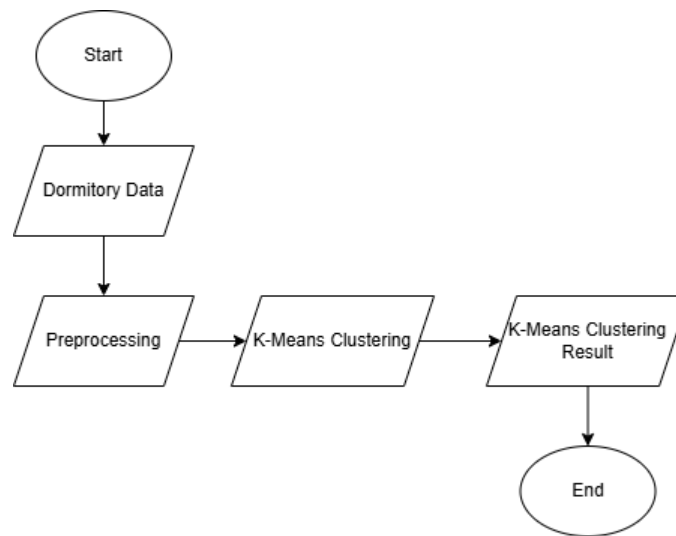 Start
Dormitory Data
Preprocessing
K-Means Clustering
K-Means Clustering
Result
End